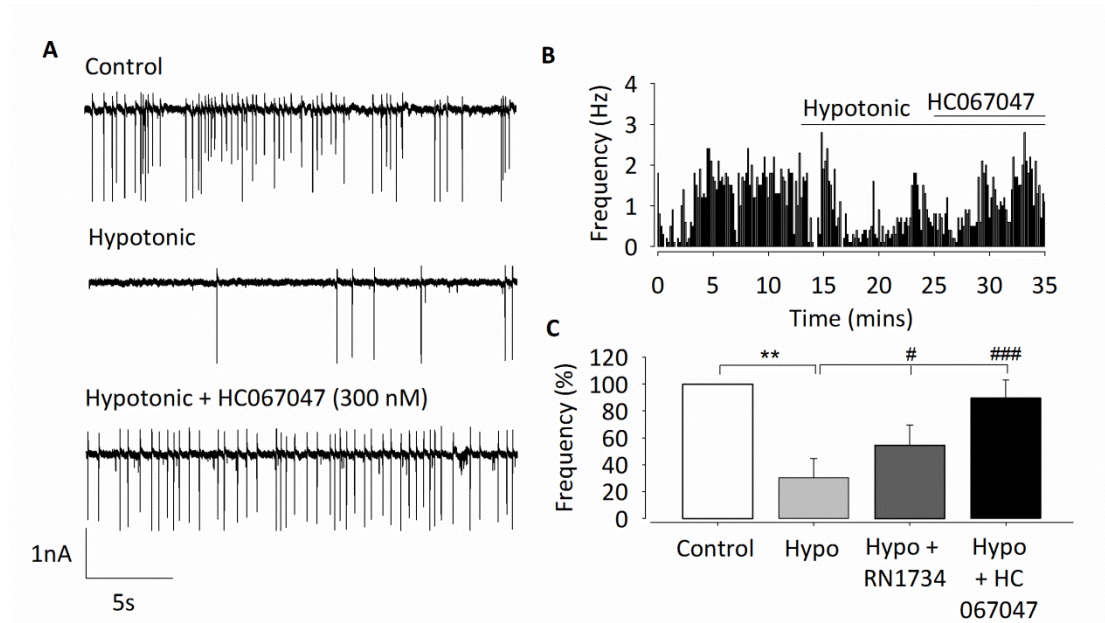 A
Control
Hypotonic
Hypotonic + HC067047 (300 nM)
1nA
5s
B
Frequency (Hz)
4
3
2
1
0
Hypotonic
HC067047
0 5 10 15 20 25 30 35
Time (mins)
C
Frequency (%)
120
100
80
60
40
20
0
** # ###
Control
Hypo
Hypo +
RN1734
Hypo
+ HC
067047